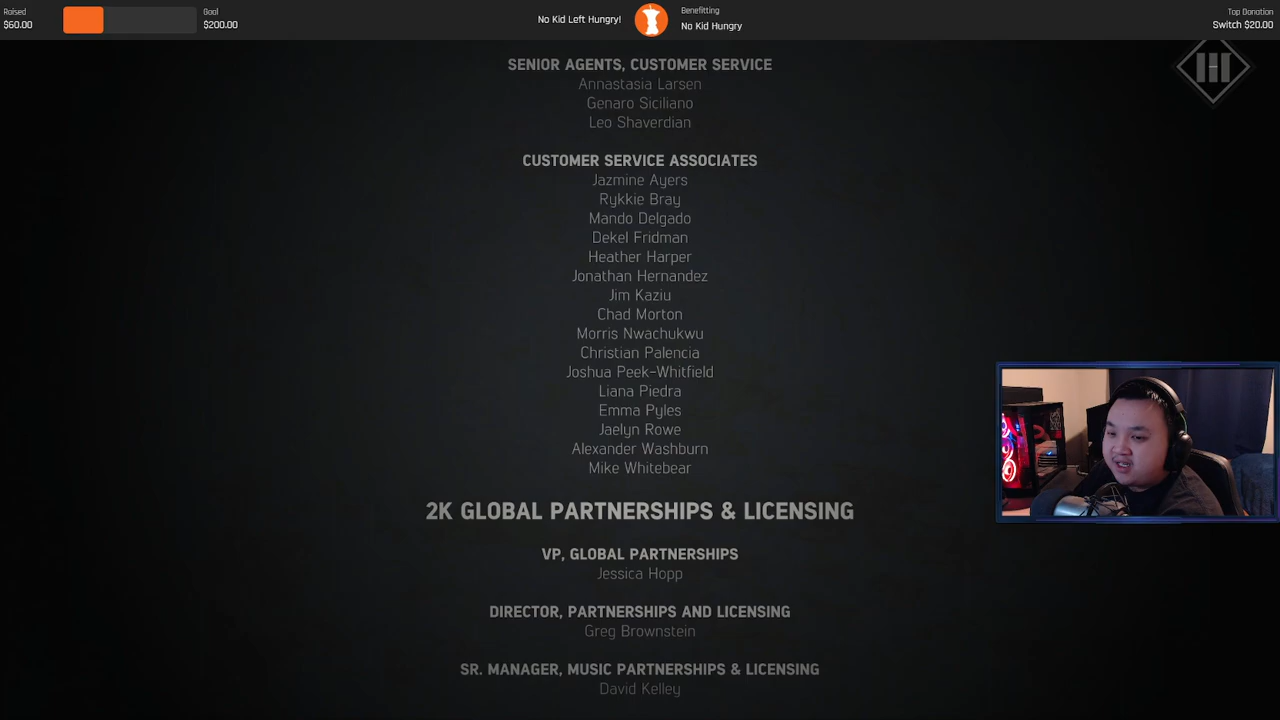 Raised
$60.00
Goal
$200.00
No Kid Left Hungry!
Benefitting
No Kid Hungry
Top Donation
Switch $20.00
SENIOR AGENTS, CUSTOMER SERVICE
Annastasia Larsen
Genaro Siciliano
Leo Shaverdian
CUSTOMER SERVICE ASSOCIATES
Jazmine Ayers
Rykkie Bray
Mando Delgado
Dekel Fridman
Heather Harper
Jonathan Hernandez
Jim Kaziu
Chad Morton
Morris Nwachukwu
Christian Palencia
Joshua Peek-Whitfield
Liana Piedra
Emma Pyles
Jaelyn Rowe
Alexander Washburn
Mike Whitebear
2K GLOBAL PARTNERSHIPS & LICENSING
VP, GLOBAL PARTNERSHIPS
Jessica Hopp
DIRECTOR, PARTNERSHIPS AND LICENSING
Greg Brownstein
SR. MANAGER, MUSIC PARTNERSHIPS & LICENSING
David Kelley